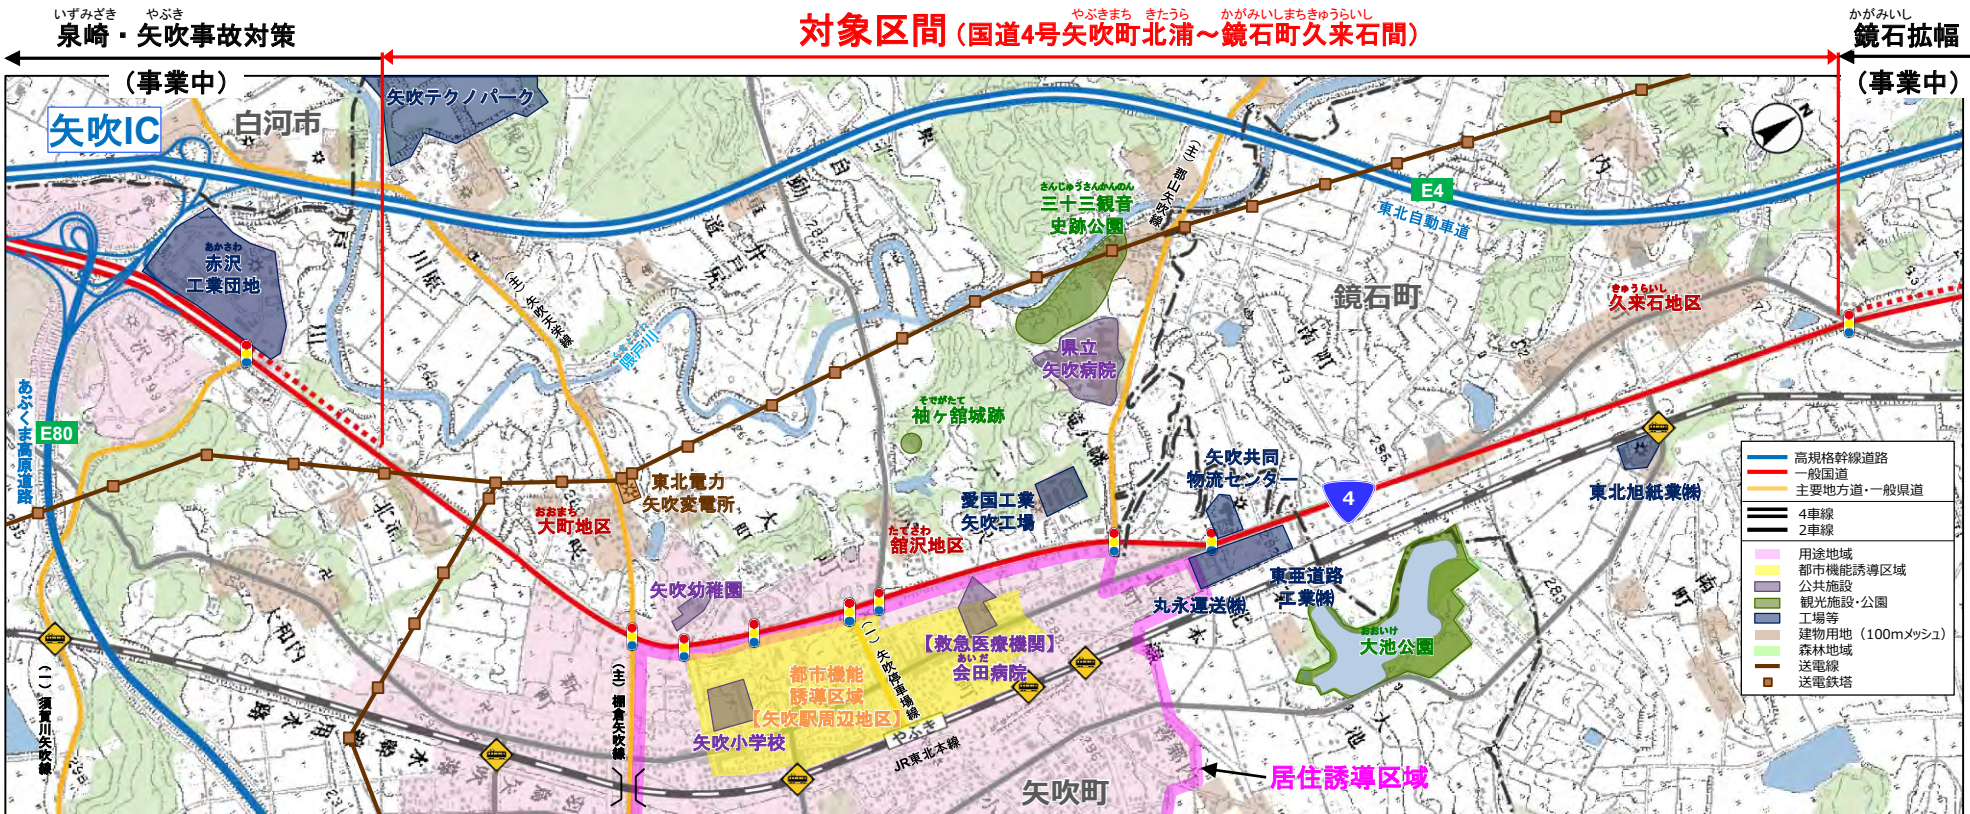 いずみざき やぶき
泉崎・矢吹事故対策
（事業中）
やぶきまち きたうら かがみいしまちきゅうらいし
対象区間（国道4号矢吹町北浦～鏡石町久来石間）
かがみいし
鏡石拡幅
（事業中）
矢吹IC
白河市
矢吹テクノパーク
N
E4
東北自動車道
(主) 郡山矢吹線
さんじゅうさんかんのん
三十三観音
史跡公園
あかさわ
赤沢
工業団地
(主) 矢吹天栄線
隈戸川
鏡石町
きゅうらいし
久来石地区
県立
矢吹病院
そでがたて
袖ヶ舘城跡
あぶくま高原道路
E80
東北電力
矢吹変電所
おおまち
大町地区
愛国工業
矢吹工場
矢吹共同
物流センター
4
東北旭紙業㈱
たてさわ
舘沢地区
矢吹幼稚園
丸永運送㈱
東亜道路
工業㈱
おおいけ
大池公園
【救急医療機関】
あいだ
会田病院
都市機能
誘導区域
【矢吹駅周辺地区】
矢吹小学校
(一) 矢吹停車場線
やぶき
JR東北本線
(主) 棚倉矢吹線
(一) 須賀川矢吹線
矢吹町
居住誘導区域
高規格幹線道路
一般国道
主要地方道・一般県道
4車線
2車線
用途地域
都市機能誘導区域
公共施設
観光施設・公園
工場等
建物用地（100mメッシュ）
森林地域
送電線
送電鉄塔